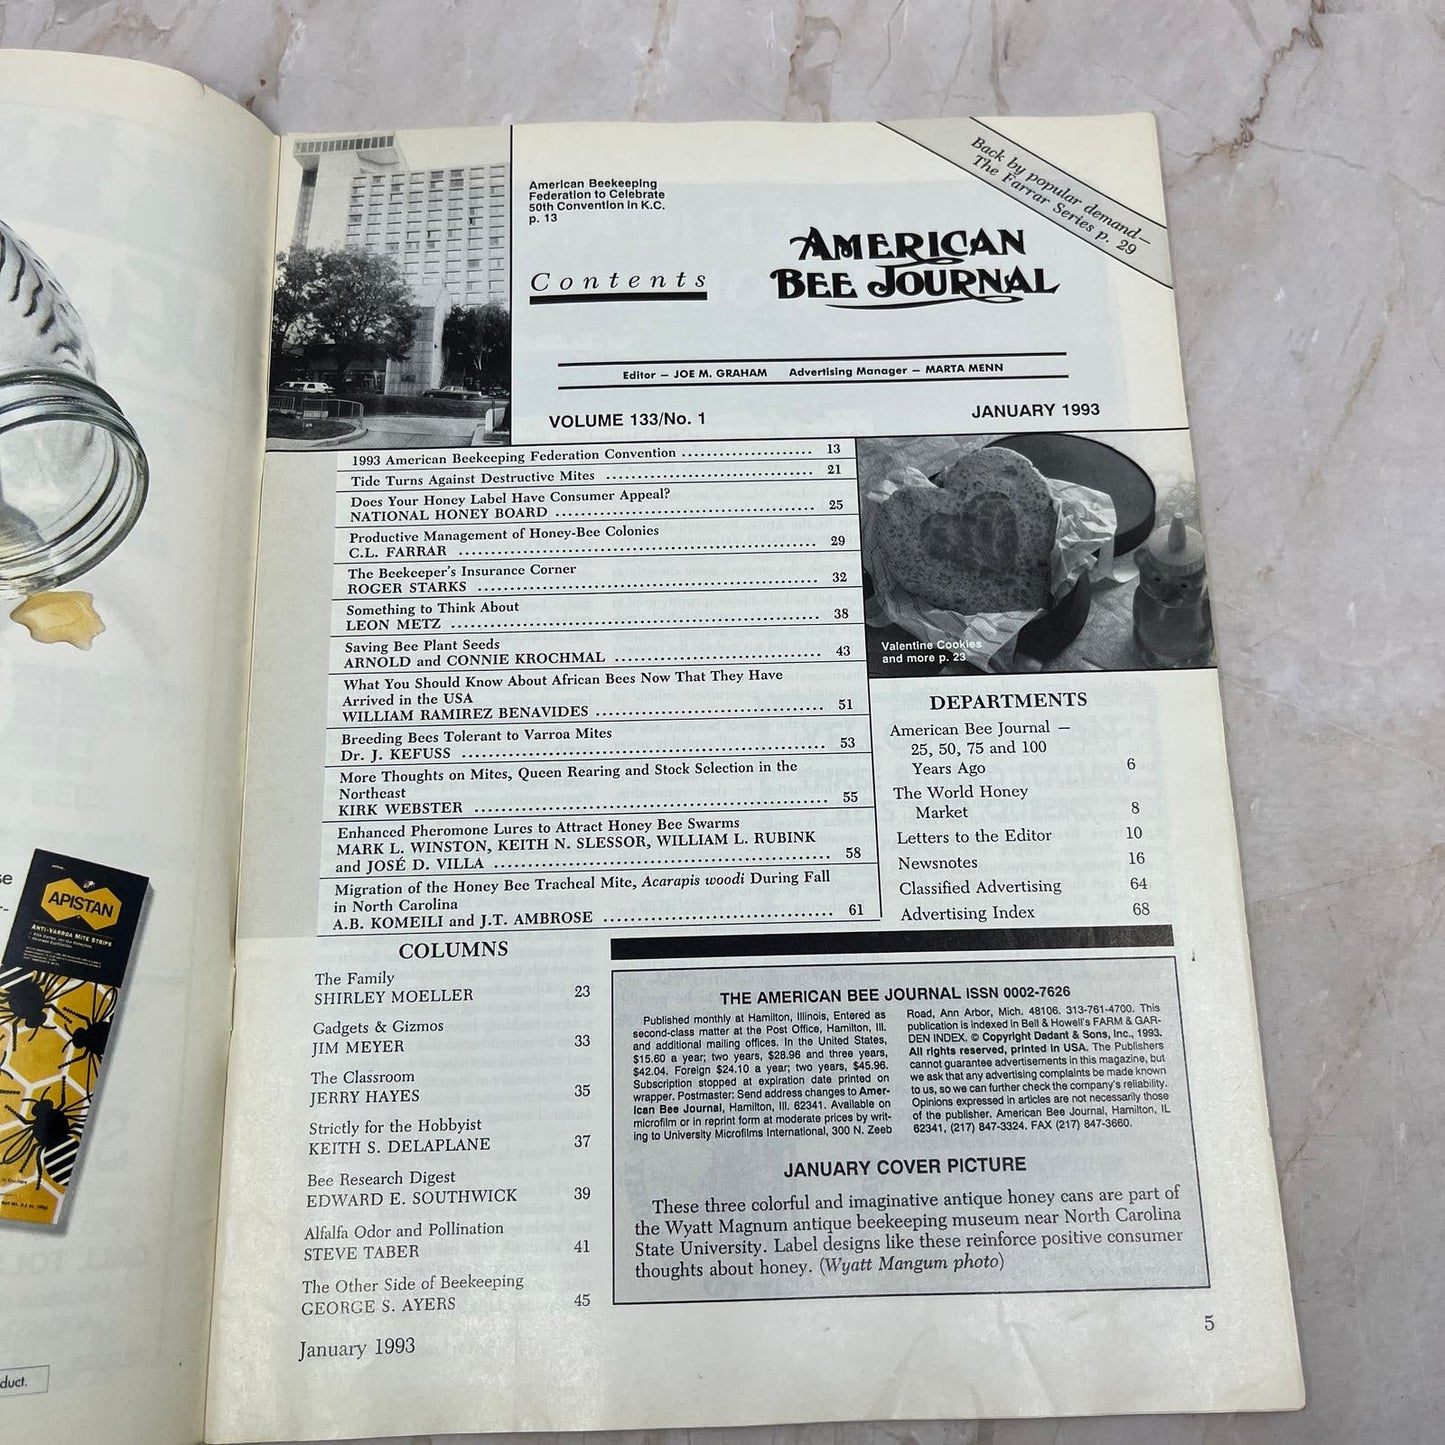 se
r-
APISTAN
ANTI-VARROA MITE STRIPS
duct.
American Beekeeping
Federation to Celebrate
50th Convention in K.C.
p. 13
Back by popular demand—
The Farrar Series p. 29
Contents
AMERICAN
BEE JOURNAL
Editor – JOE M. GRAHAM Advertising Manager – MARTA MENN
VOLUME 133/No. 1
JANUARY 1993
1993 American Beekeeping Federation Convention 13
Tide Turns Against Destructive Mites 21
Does Your Honey Label Have Consumer Appeal?
NATIONAL HONEY BOARD 25
Productive Management of Honey-Bee Colonies
C.L. FARRAR 29
The Beekeeper's Insurance Corner
ROGER STARKS 32
Something to Think About
LEON METZ 38
Saving Bee Plant Seeds
ARNOLD and CONNIE KROCHMAL 43
What You Should Know About African Bees Now That They Have
Arrived in the USA
WILLIAM RAMIREZ BENAVIDES 51
Breeding Bees Tolerant to Varroa Mites
Dr. J. KEFUSS 53
More Thoughts on Mites, Queen Rearing and Stock Selection in the
Northeast
KIRK WEBSTER 55
Enhanced Pheromone Lures to Attract Honey Bee Swarms
MARK L. WINSTON, KEITH N. SLESSOR, WILLIAM L. RUBINK
and JOSÉ D. VILLA 58
Migration of the Honey Bee Tracheal Mite, Acarapis woodi During Fall
in North Carolina
A.B. KOMEILI and J.T. AMBROSE 61
Valentine Cookies
and more p. 23
DEPARTMENTS
American Bee Journal –
25, 50, 75 and 100
Years Ago 6
The World Honey
Market 8
Letters to the Editor 10
Newsnotes 16
Classified Advertising 64
Advertising Index 68
COLUMNS
The Family
SHIRLEY MOELLER 23
Gadgets & Gizmos
JIM MEYER 33
The Classroom
JERRY HAYES 35
Strictly for the Hobbyist
KEITH S. DELAPLANE 37
Bee Research Digest
EDWARD E. SOUTHWICK 39
Alfalfa Odor and Pollination
STEVE TABER 41
The Other Side of Beekeeping
GEORGE S. AYERS 45
THE AMERICAN BEE JOURNAL ISSN 0002-7626
Published monthly at Hamilton, Illinois, Entered as
second-class matter at the Post Office, Hamilton, Ill.
and additional mailing offices. In the United States,
$15.60 a year; two years, $28.96 and three years,
$42.04. Foreign $24.10 a year; two years, $45.96.
Subscription stopped at expiration date printed on
wrapper. Postmaster: Send address changes to Amer-
ican Bee Journal, Hamilton, Ill. 62341. Available on
microfilm or in reprint form at moderate prices by writ-
ing to University Microfilms International, 300 N. Zeeb
Road, Ann Arbor, Mich. 48106. 313-761-4700. This
publication is indexed in Bell & Howell's FARM & GAR-
DEN INDEX. © Copyright Dadant & Sons, Inc., 1993.
All rights reserved, printed in USA. The Publishers
cannot guarantee advertisements in this magazine, but
we ask that any advertising complaints be made known
to us, so we can further check the company's reliability.
Opinions expressed in articles are not necessarily those
of the publisher. American Bee Journal, Hamilton, IL
62341, (217) 847-3324. FAX (217) 847-3660.
JANUARY COVER PICTURE
These three colorful and imaginative antique honey cans are part of
the Wyatt Magnum antique beekeeping museum near North Carolina
State University. Label designs like these reinforce positive consumer
thoughts about honey. (Wyatt Mangum photo)
January 1993
5